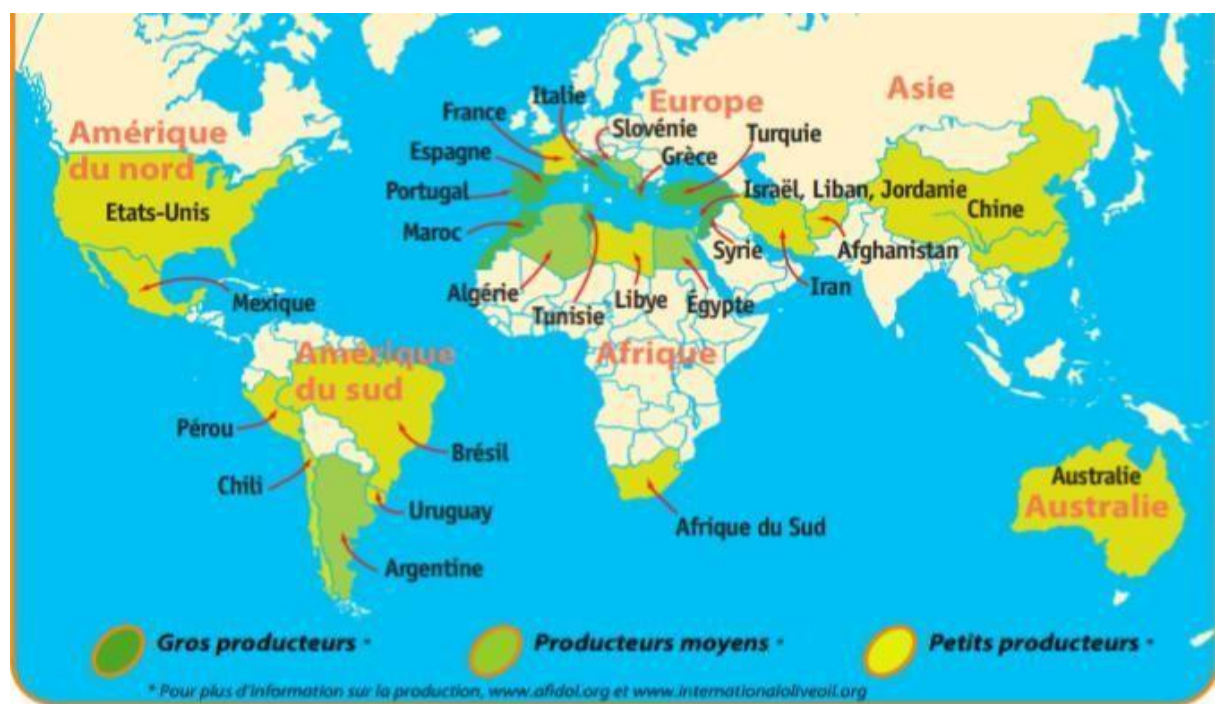 Amérique
du nord
Etats-Unis
Mexique
Amérique
du sud
Pérou
Brésil
Chili
Uruguay
Argentine
Italie
France
Europe
Slovénie
Espagne
Grèce
Turquie
Portugal
Israël, Liban, Jordanie
Maroc
Syrie
Algérie
Tunisie
Libye
Égypte
Afrique
Afrique du Sud
Asie
Chine
Afghanistan
Iran
Australie
Australie
Gros producteurs *
Producteurs moyens *
Petits producteurs *
* Pour plus d'information sur la production, www.afidol.org et www.internationaloliveoil.org